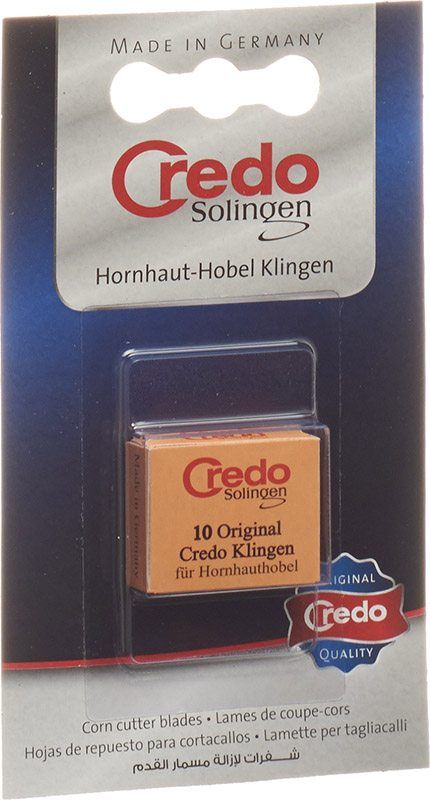 MADE IN GERMANY
Credo
Solingen
Hornhaut-Hobel Klingen
Credo
Solingen
10 Original
Credo Klingen
für Hornhauthobel
Made in Germany
ORIGINAL
Credo
QUALITY
Corn cutter blades • Lames de coupe-cors
Hojas de repuesto para cortacallos • Lamette per tagliacalli
شفرات لإزالة مسمار القدم